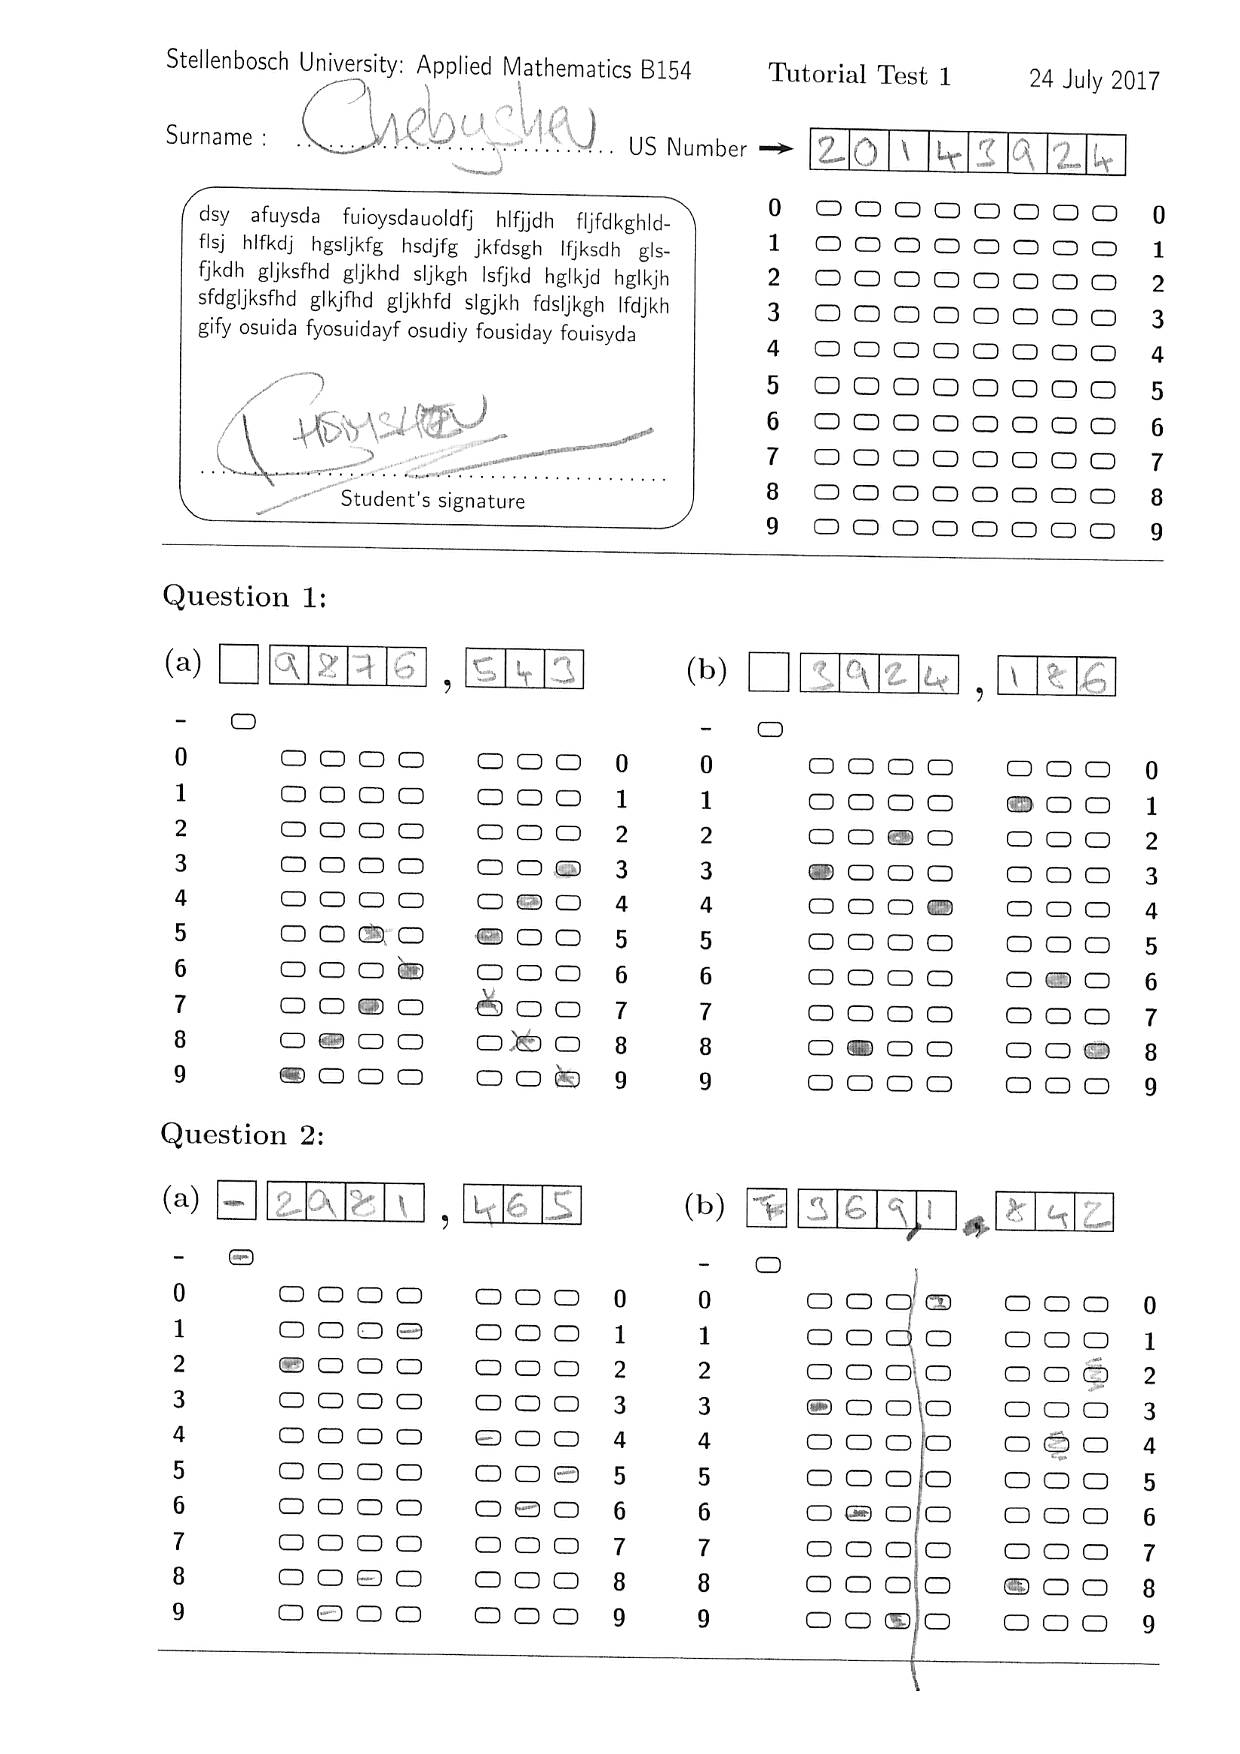 Stellenbosch University: Applied Mathematics B154 Tutorial Test 1 24 July 2017
Surname : Chebyshev US Number → 2 0 1 4 3 9 2 4
dsy afuysda fuioysdauoldfj hlfjjdh fljfdkghld-
flsj hlfkdj hgsljkfg hsdjfg jkfdsgh lfjksdh gls-
fjkdh gljksfhd gljkhd sljkgh lsfjkd hglkjd hglkjh
sfdgljksfhd glkjfhd gljkhfd slgjkh fdsljkgh lfdjkh
gify osuida fyosuidayf osudiy fousiday fouisyda
Student's signature
0 0
1 1
2 2
3 3
4 4
5 5
6 6
7 7
8 8
9 9
Question 1:
(a) 9 8 7 6 , 5 4 3 (b) 3 9 2 4 , 1 8 6
- -
0 0 0 0
1 1 1 1
2 2 2 2
3 3 3 3
4 4 4 4
5 5 5 5
6 6 6 6
7 7 7 7
8 8 8 8
9 9 9 9
Question 2:
(a) - 2 9 8 1 , 4 6 5 (b) 3 6 9 , 1 8 4 2
- -
0 0 0 0
1 1 1 1
2 2 2 2
3 3 3 3
4 4 4 4
5 5 5 5
6 6 6 6
7 7 7 7
8 8 8 8
9 9 9 9